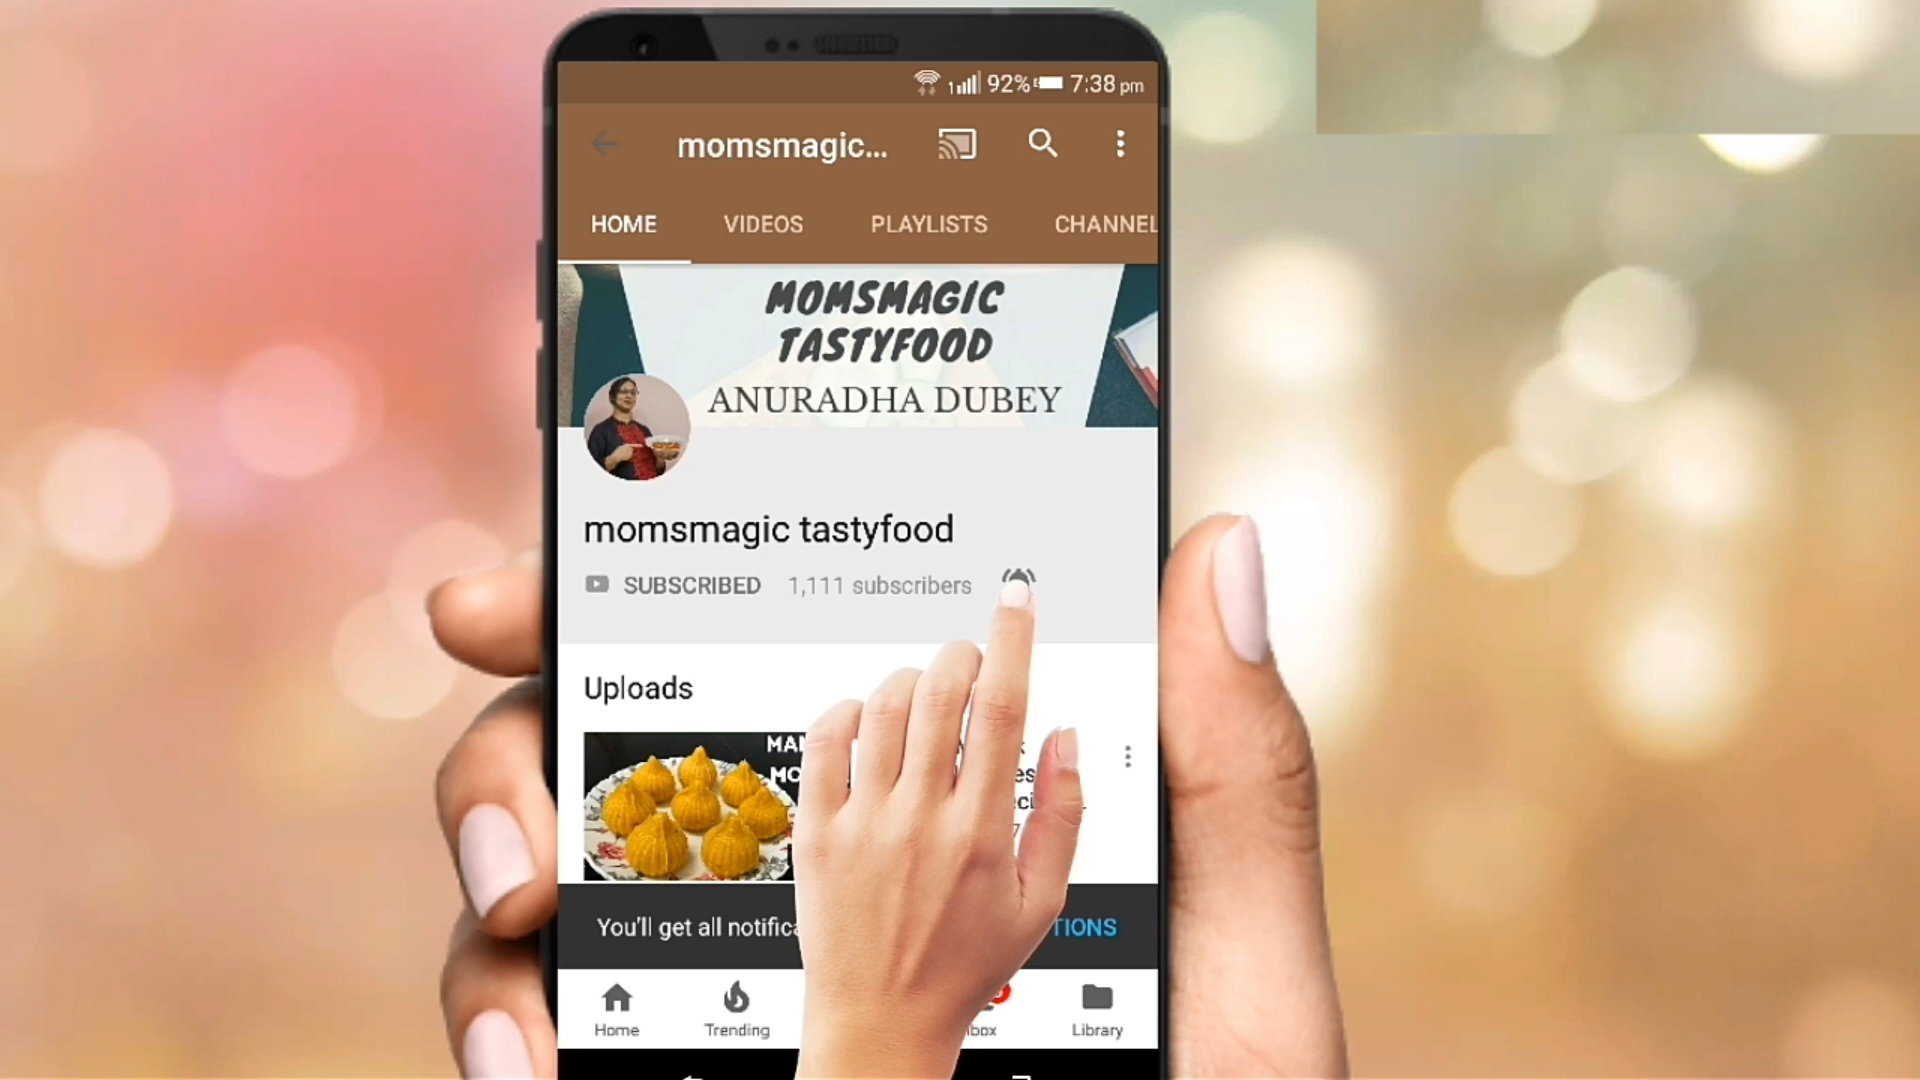 92% 7:38 pm
momsmagic...
HOME VIDEOS PLAYLISTS CHANNEL
MOMSMAGIC
TASTYFOOD
ANURADHA DUBEY
momsmagic tastyfood
SUBSCRIBED 1,111 subscribers
Uploads
You'll get all
Home Trending Library